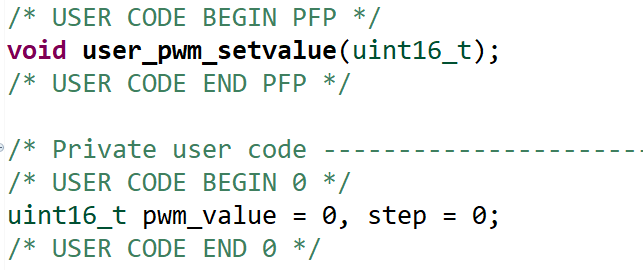 /* USER CODE BEGIN PFP */
void user_pwm_setvalue(uint16_t);
/* USER CODE END PFP */
/* Private user code -----------------------
/* USER CODE BEGIN 0 */
uint16_t pwm_value = 0, step = 0;
/* USER CODE END 0 */